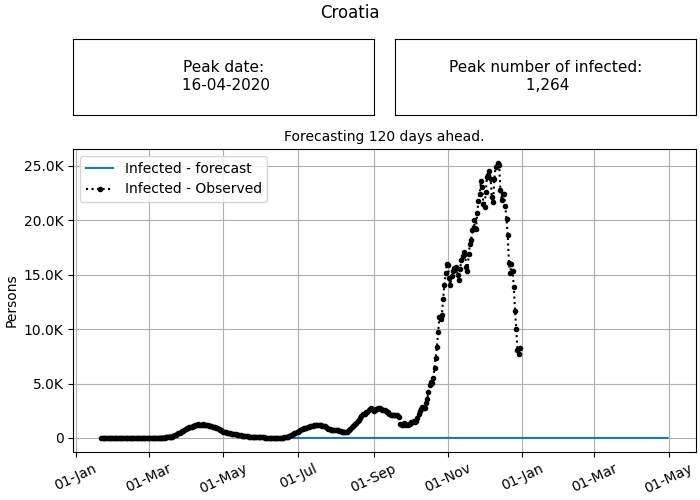 Croatia
Peak date:
16-04-2020
Peak number of infected:
1,264
Forecasting 120 days ahead.
Infected - forecast
Infected - Observed
25.0K
20.0K
15.0K
10.0K
5.0K
0
Persons
01-Jan
01-Mar
01-May
01-Jul
01-Sep
01-Nov
01-Jan
01-Mar
01-May